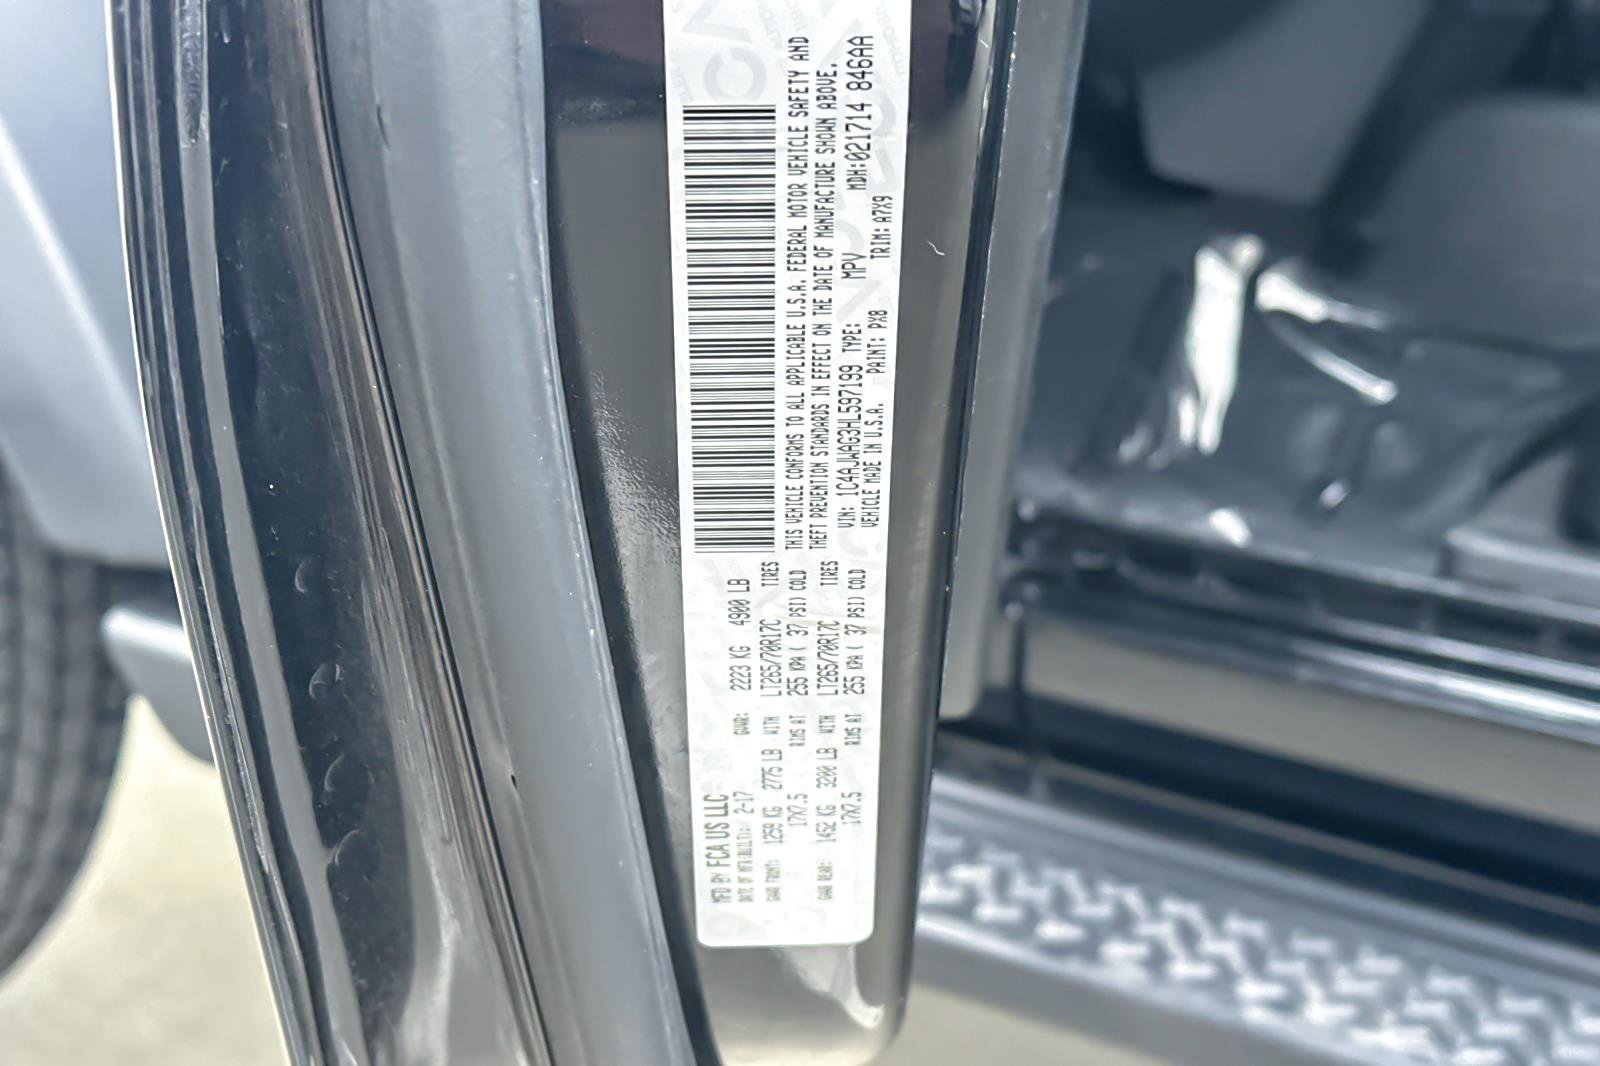 MFD BY FCA US LLC
DATE OF MFR(BUILT): 2-17 GVWR: 2223 KG 4900 LB
GAWR FRONT: 1259 KG 2775 LB WITH LT265/70R17C TIRES
17X7.5 RIMS AT 255 KPA ( 37 PSI) COLD
GAWR REAR: 1452 KG 3200 LB WITH LT265/70R17C TIRES
17X7.5 RIMS AT 255 KPA ( 37 PSI) COLD
THIS VEHICLE CONFORMS TO ALL APPLICABLE U.S.A. FEDERAL MOTOR VEHICLE SAFETY AND
THEFT PREVENTION STANDARDS IN EFFECT ON THE DATE OF MANUFACTURE SHOWN ABOVE.
VIN: 1C4AJWAG3HL597199 TYPE: MPV MDH:021714 846AA
VEHICLE MADE IN U.S.A. PAINT: PX8 TRIM: A7X9